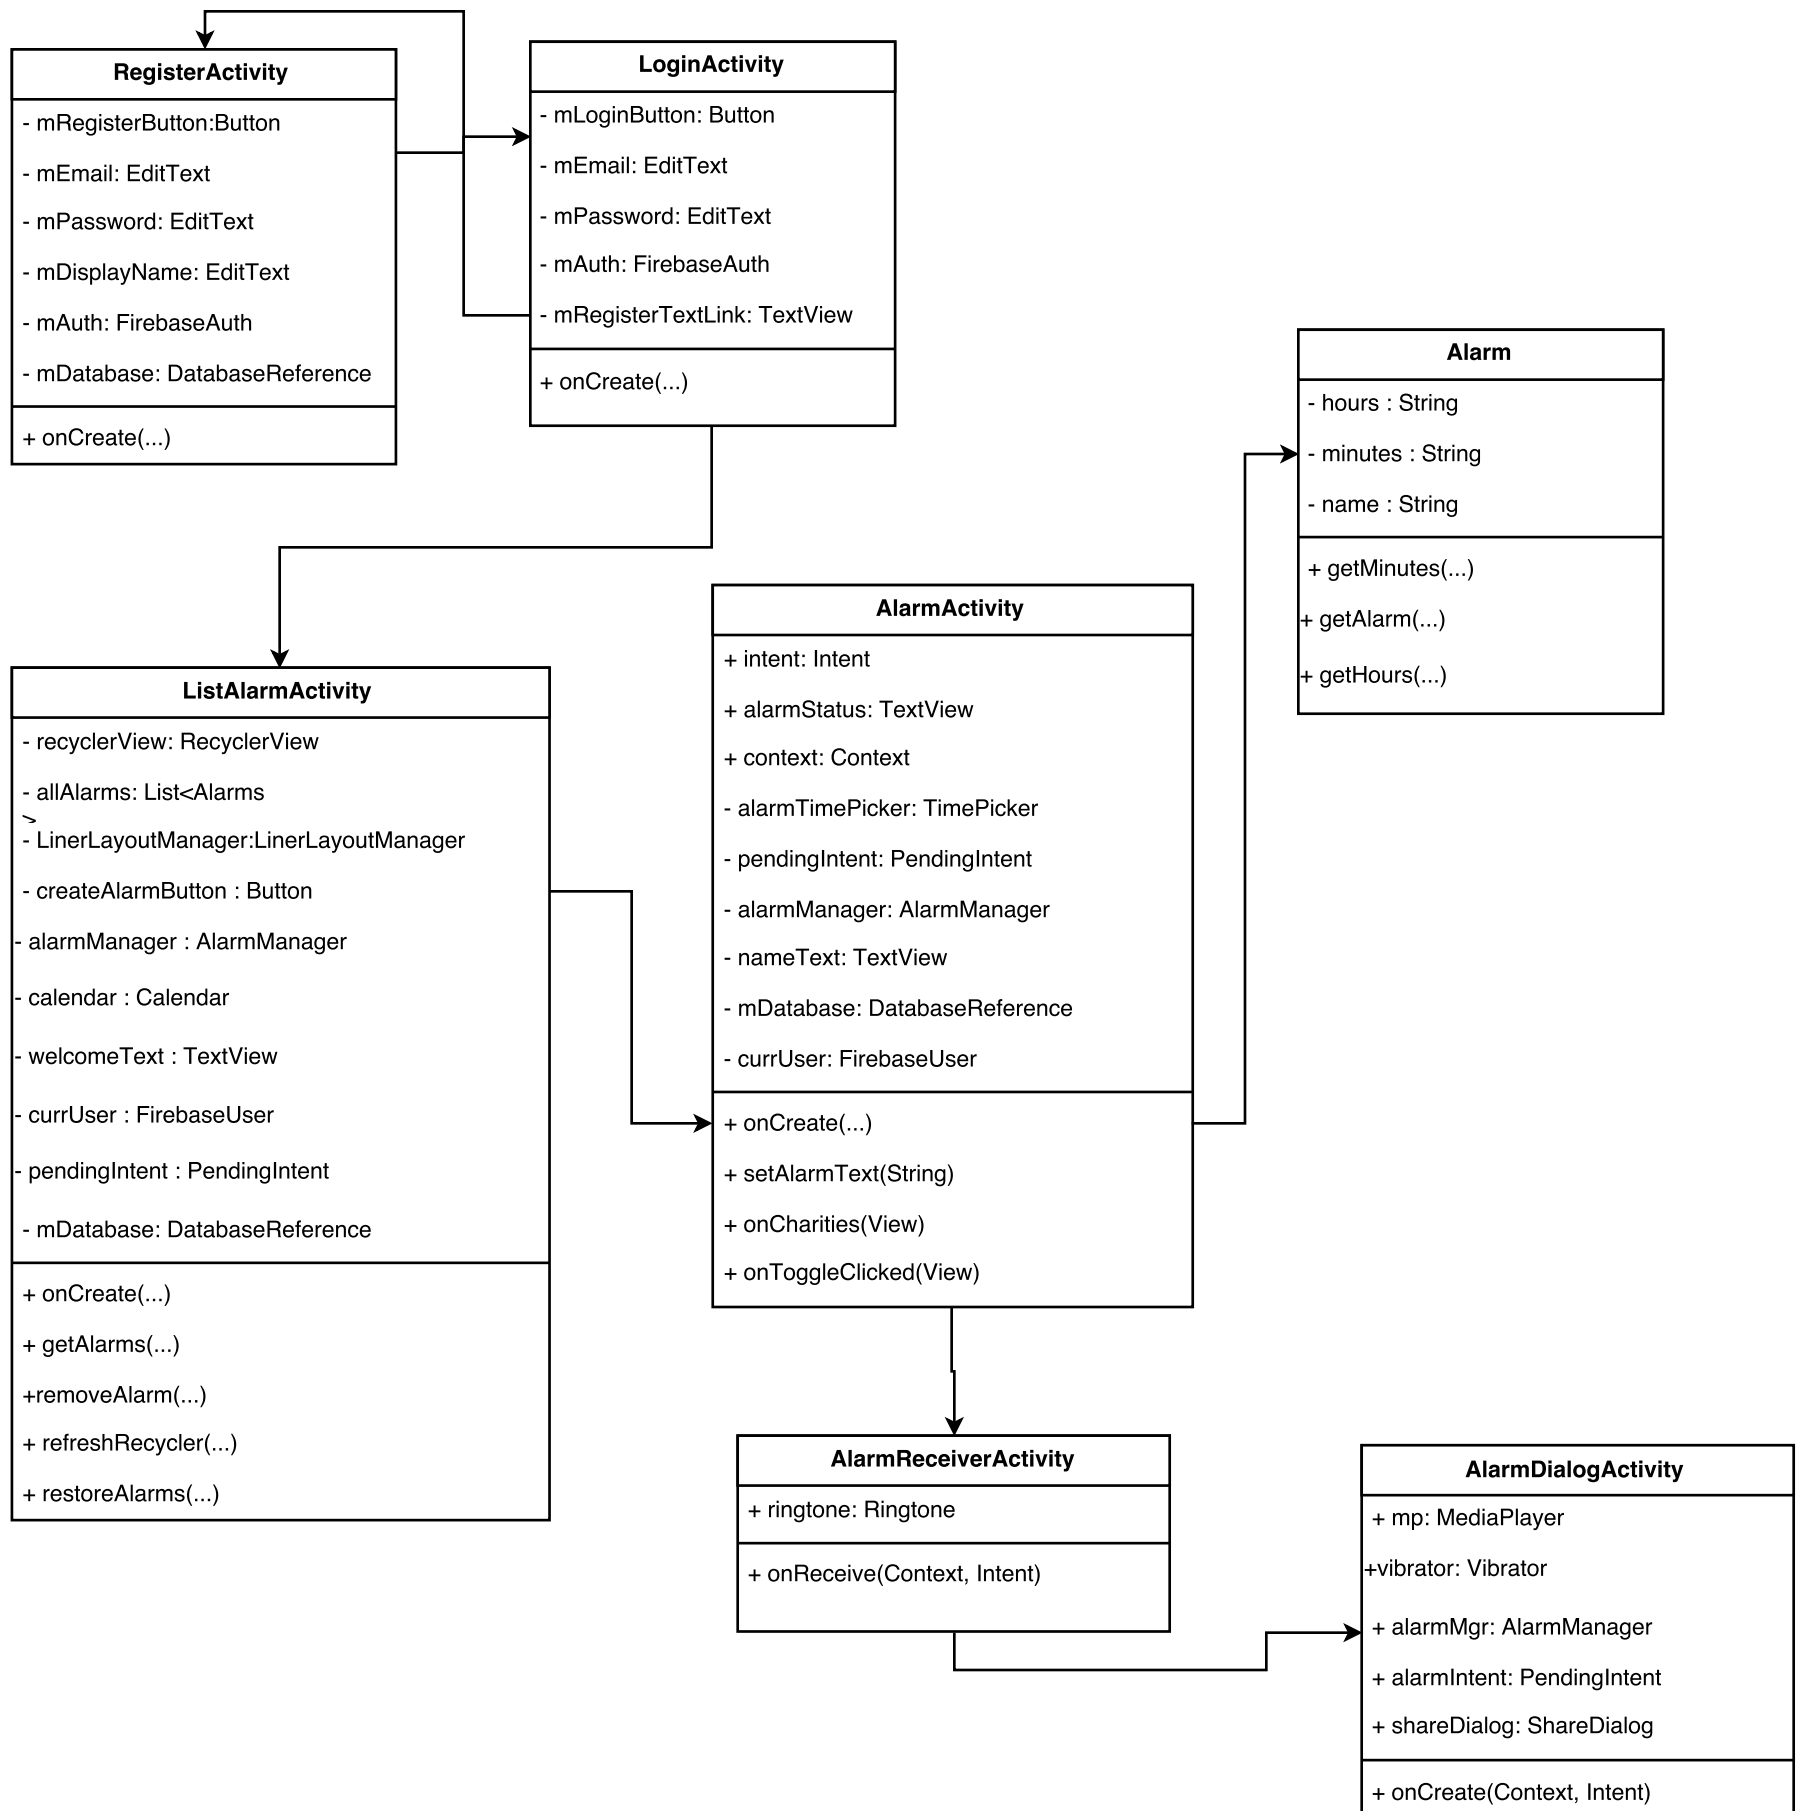 RegisterActivity
- mRegisterButton:Button
- mEmail: EditText
- mPassword: EditText
- mDisplayName: EditText
- mAuth: FirebaseAuth
- mDatabase: DatabaseReference
+ onCreate(...)
LoginActivity
- mLoginButton: Button
- mEmail: EditText
- mPassword: EditText
- mAuth: FirebaseAuth
- mRegisterTextLink: TextView
+ onCreate(...)
Alarm
- hours : String
- minutes : String
- name : String
+ getMinutes(...)
+ getAlarm(...)
+ getHours(...)
ListAlarmActivity
- recyclerView: RecyclerView
- allAlarms: List<Alarms
>
- LinerLayoutManager:LinerLayoutManager
- createAlarmButton : Button
- alarmManager : AlarmManager
- calendar : Calendar
- welcomeText : TextView
- currUser : FirebaseUser
- pendingIntent : PendingIntent
- mDatabase: DatabaseReference
+ onCreate(...)
+ getAlarms(...)
+removeAlarm(...)
+ refreshRecycler(...)
+ restoreAlarms(...)
AlarmActivity
+ intent: Intent
+ alarmStatus: TextView
+ context: Context
- alarmTimePicker: TimePicker
- pendingIntent: PendingIntent
- alarmManager: AlarmManager
- nameText: TextView
- mDatabase: DatabaseReference
- currUser: FirebaseUser
+ onCreate(...)
+ setAlarmText(String)
+ onCharities(View)
+ onToggleClicked(View)
AlarmReceiverActivity
+ ringtone: Ringtone
+ onReceive(Context, Intent)
AlarmDialogActivity
+ mp: MediaPlayer
+vibrator: Vibrator
+ alarmMgr: AlarmManager
+ alarmIntent: PendingIntent
+ shareDialog: ShareDialog
+ onCreate(Context, Intent)